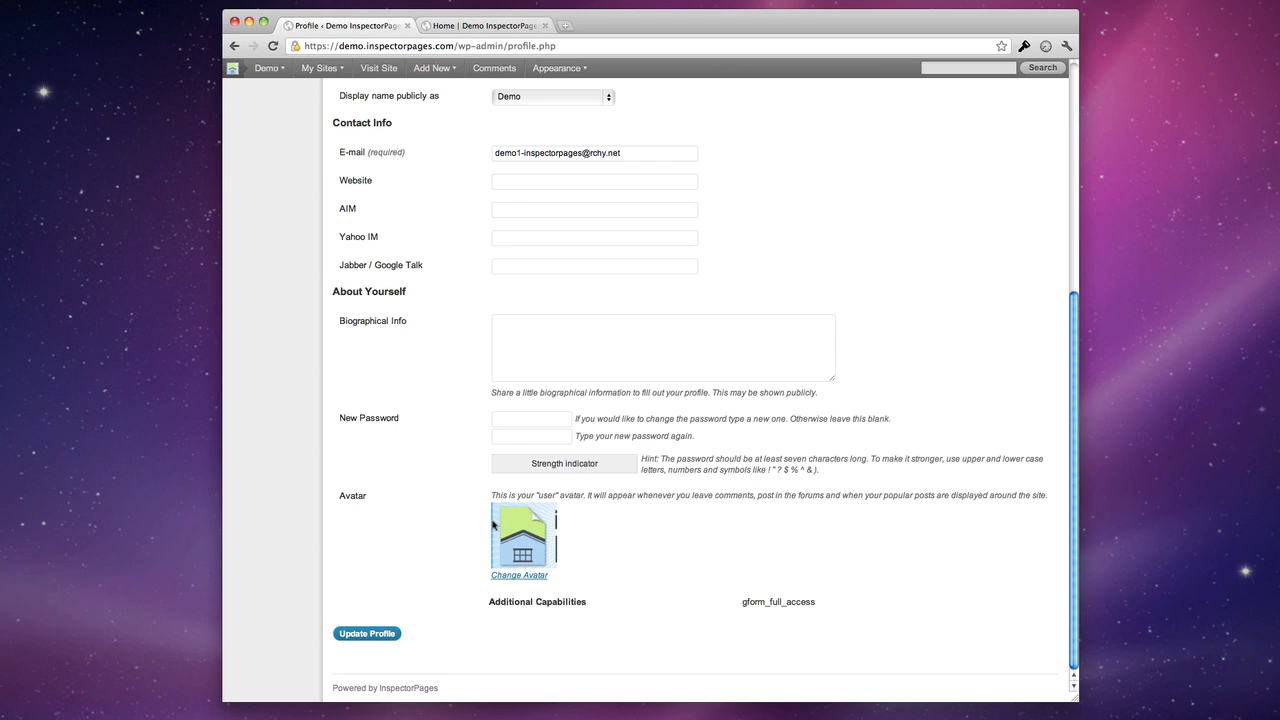 Profile ‹ Demo InspectorPag
Home | Demo InspectorPage
https://demo.inspectorpages.com/wp-admin/profile.php
Demo My Sites Visit Site Add New Comments Appearance Search
Display name publicly as Demo
Contact Info
E-mail (required) demo1-inspectorpages@rchy.net
Website
AIM
Yahoo IM
Jabber / Google Talk
About Yourself
Biographical Info
Share a little biographical information to fill out your profile. This may be shown publicly.
New Password If you would like to change the password type a new one. Otherwise leave this blank.
Type your new password again.
Strength indicator
Hint: The password should be at least seven characters long. To make it stronger, use upper and lower case
letters, numbers and symbols like ! " ? $ % ^ & ).
Avatar This is your "user" avatar. It will appear whenever you leave comments, post in the forums and when your popular posts are displayed around the site.
Change Avatar
Additional Capabilities gform_full_access
Update Profile
Powered by InspectorPages